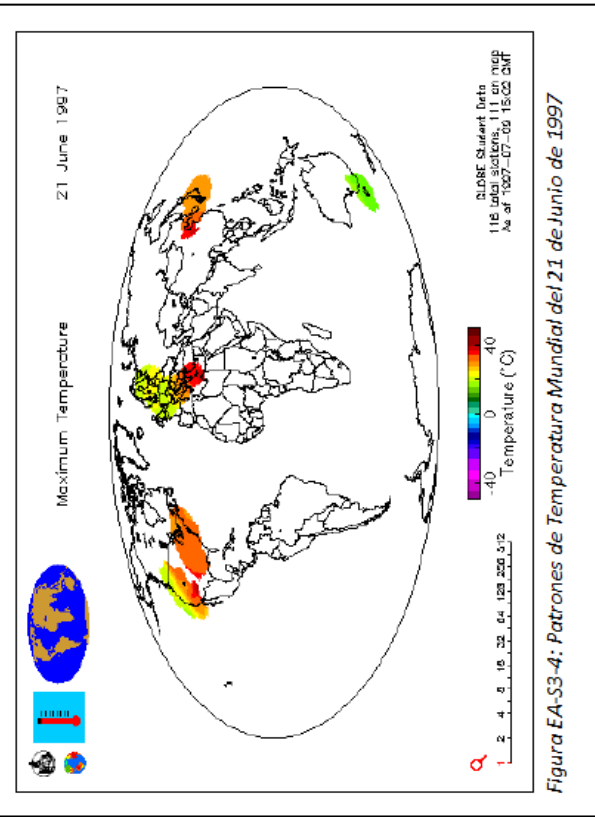 Maximum Temperature 21 June 1997
-40 0 40
Temperature (°C)
1 2 4 8 16 32 64 128 256 512
GLOBE Student Data
116 total stations, 111 on map
As of 1997-07-09 15:02 GMT
Figura EA-S3-4: Patrones de Temperatura Mundial del 21 de Junio de 1997